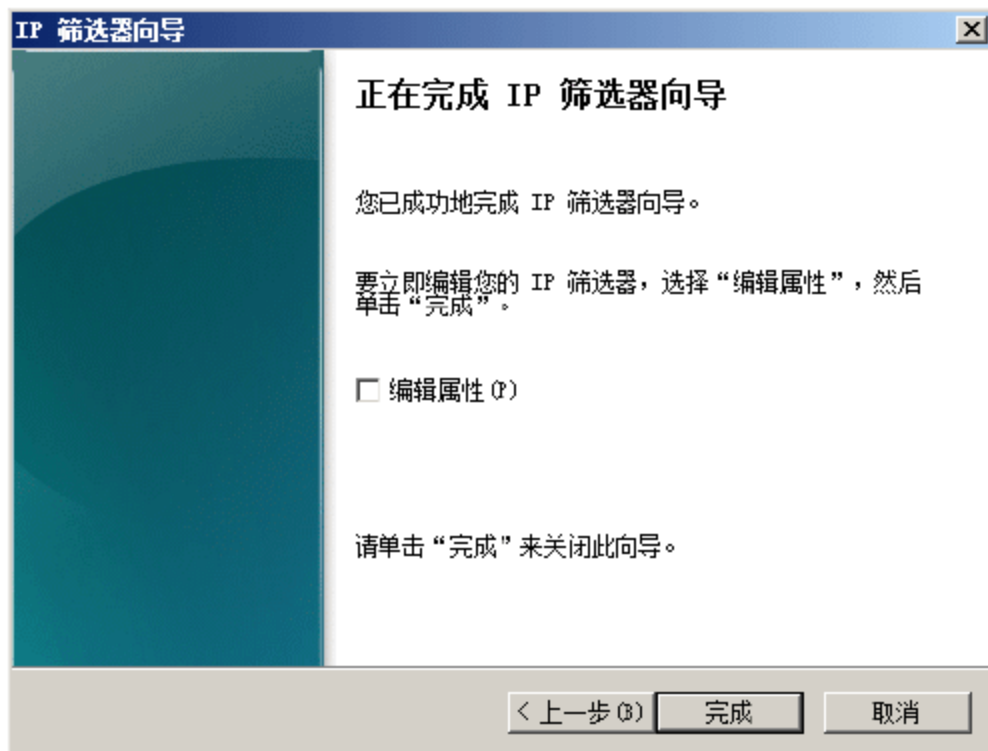 IP 筛选器向导
正在完成 IP 筛选器向导
您已成功地完成 IP 筛选器向导。
要立即编辑您的 IP 筛选器，选择“编辑属性”，然后
单击“完成”。
编辑属性(P)
请单击“完成”来关闭此向导。
< 上一步(B)
完成
取消